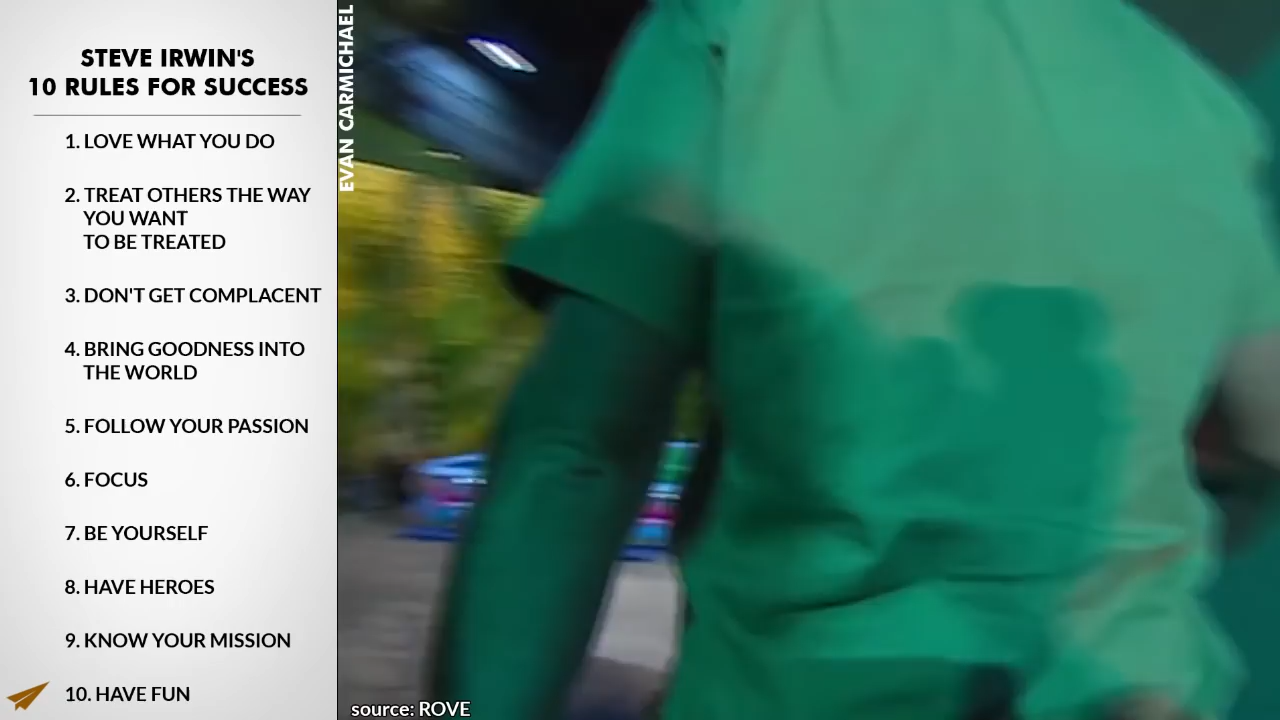 STEVE IRWIN'S
10 RULES FOR SUCCESS
1. LOVE WHAT YOU DO
2. TREAT OTHERS THE WAY
YOU WANT
TO BE TREATED
3. DON'T GET COMPLACENT
4. BRING GOODNESS INTO
THE WORLD
5. FOLLOW YOUR PASSION
6. FOCUS
7. BE YOURSELF
8. HAVE HEROES
9. KNOW YOUR MISSION
10. HAVE FUN
EVAN CARMICHAEL
source: ROVE